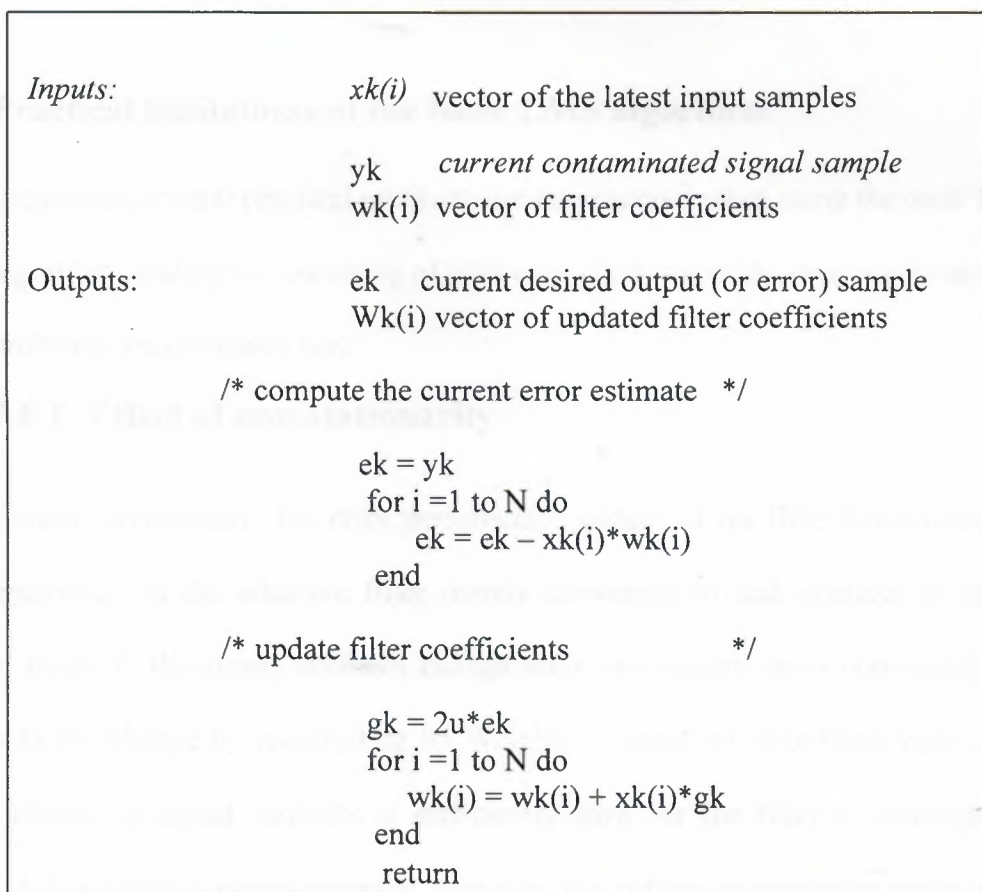 Inputs: xk(i) vector of the latest input samples
yk current contaminated signal sample
wk(i) vector of filter coefficients
Outputs: ek current desired output (or error) sample
Wk(i) vector of updated filter coefficients
/* compute the current error estimate */
ek = yk
for i =1 to N do
ek = ek – xk(i)*wk(i)
end
/* update filter coefficients */
gk = 2u*ek
for i =1 to N do
wk(i) = wk(i) + xk(i)*gk
end
return